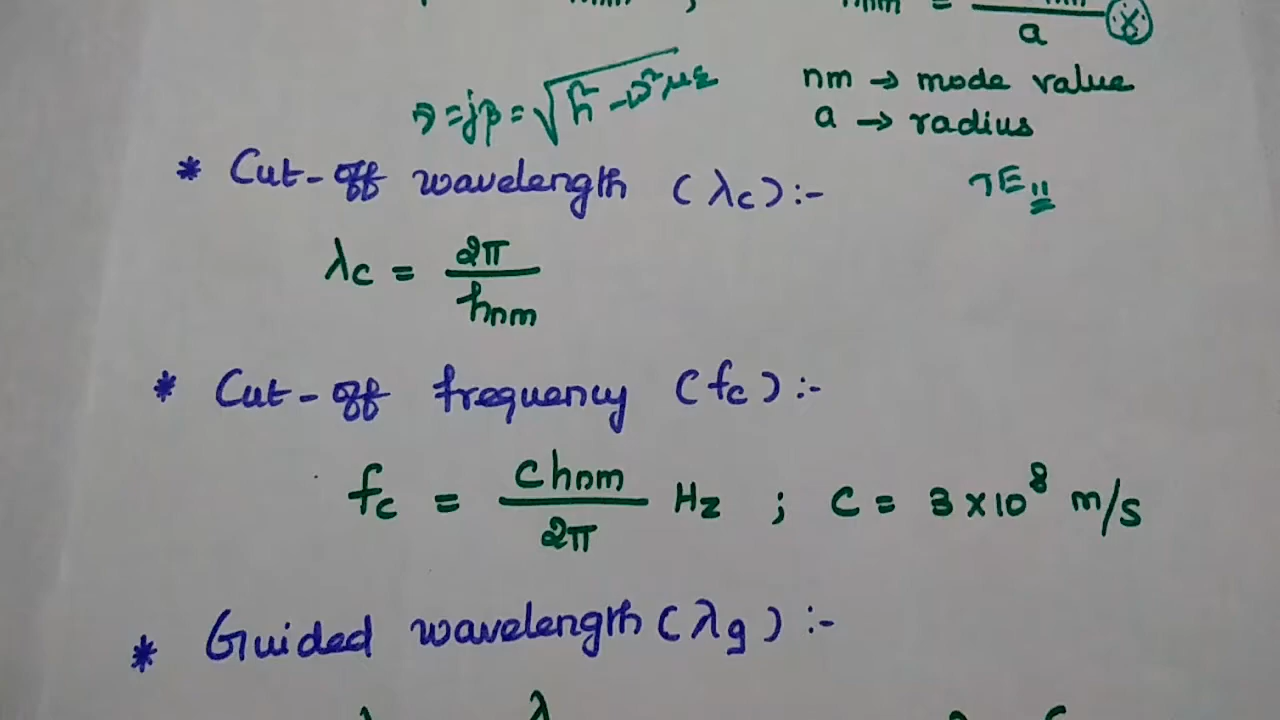 a
nm → mode value
γ = jβ = √h² - ω²με
a → radius
* Cut-off wavelength (λc) :-
TE11
λc = 2π / hnm
* Cut-off frequency (fc) :-
fc = c hnm / 2π Hz ; c = 3 × 10⁸ m/s
* Guided wavelength (λg) :-